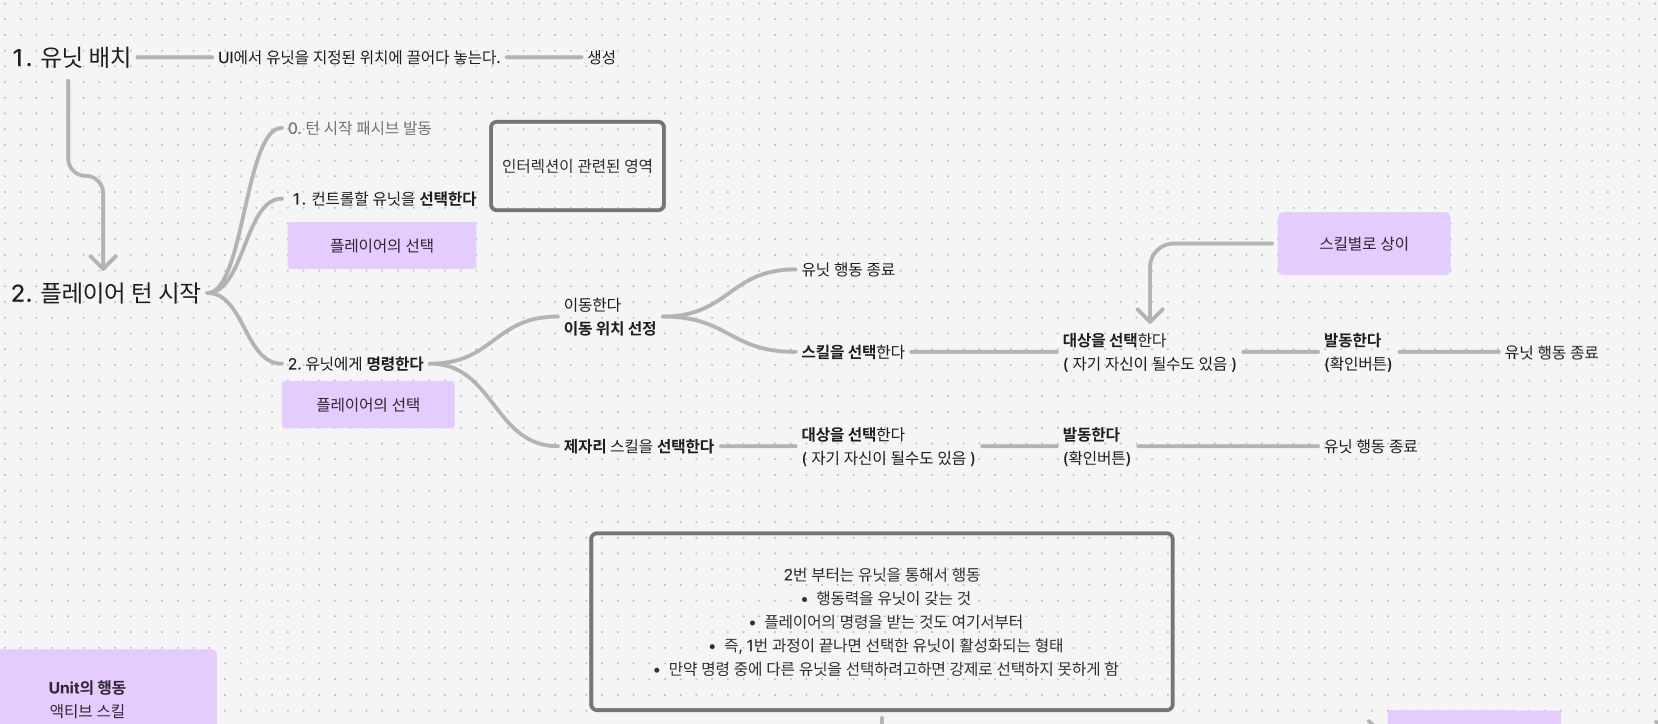 1. 유닛 배치
UI에서 유닛을 지정된 위치에 끌어다 놓는다.
생성
0. 턴 시작 패시브 발동
인터렉션이 관련된 영역
1. 컨트롤할 유닛을 선택한다
플레이어의 선택
스킬별로 상이
2. 플레이어 턴 시작
유닛 행동 종료
이동한다
이동 위치 선정
스킬을 선택한다
대상을 선택한다
( 자기 자신이 될수도 있음 )
발동한다
(확인버튼)
유닛 행동 종료
2. 유닛에게 명령한다
플레이어의 선택
제자리 스킬을 선택한다
대상을 선택한다
( 자기 자신이 될수도 있음 )
발동한다
(확인버튼)
유닛 행동 종료
2번 부터는 유닛을 통해서 행동
• 행동력을 유닛이 갖는 것
• 플레이어의 명령을 받는 것도 여기서부터
• 즉, 1번 과정이 끝나면 선택한 유닛이 활성화되는 형태
• 만약 명령 중에 다른 유닛을 선택하려고하면 강제로 선택하지 못하게 함
Unit의 행동
액티브 스킬